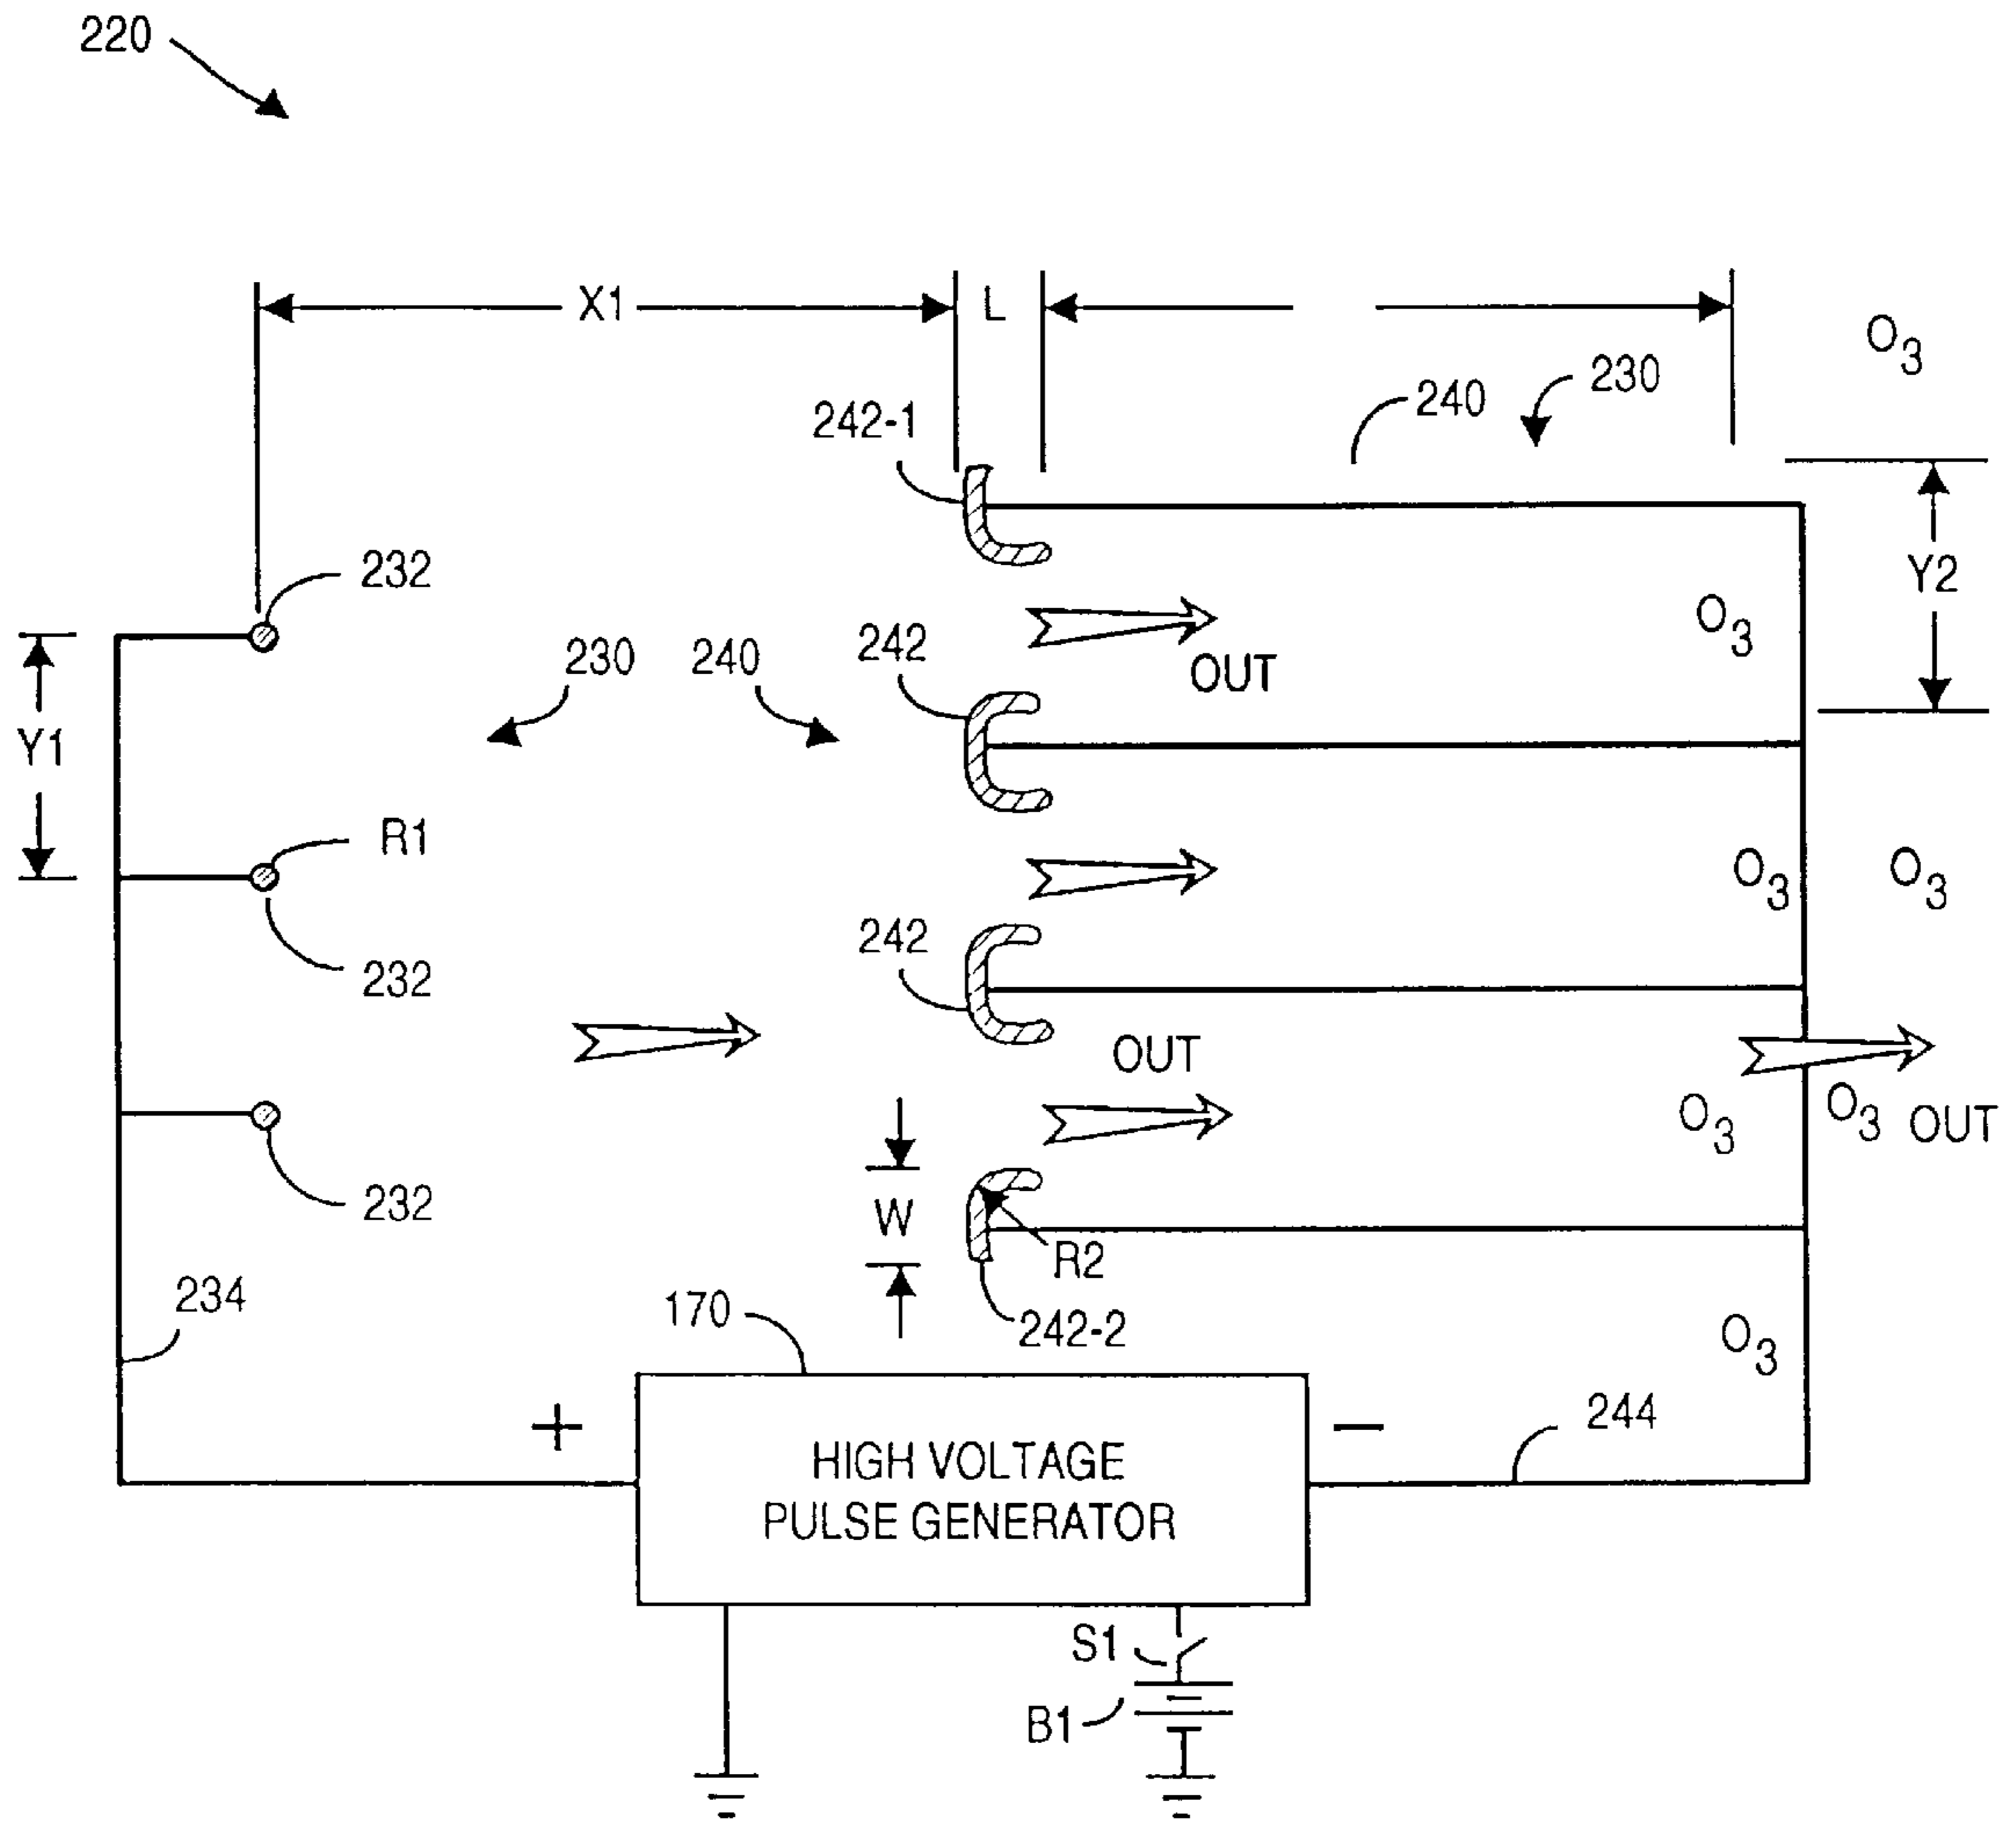 220
X1
L
O3
230
240
242-1
232
Y2
O3
242
230
240
OUT
Y1
R1
O3
O3
242
232
OUT
O3
O3
OUT
232
W
R2
234
170
242-2
O3
244
+
−
HIGH VOLTAGE
PULSE GENERATOR
S1
B1